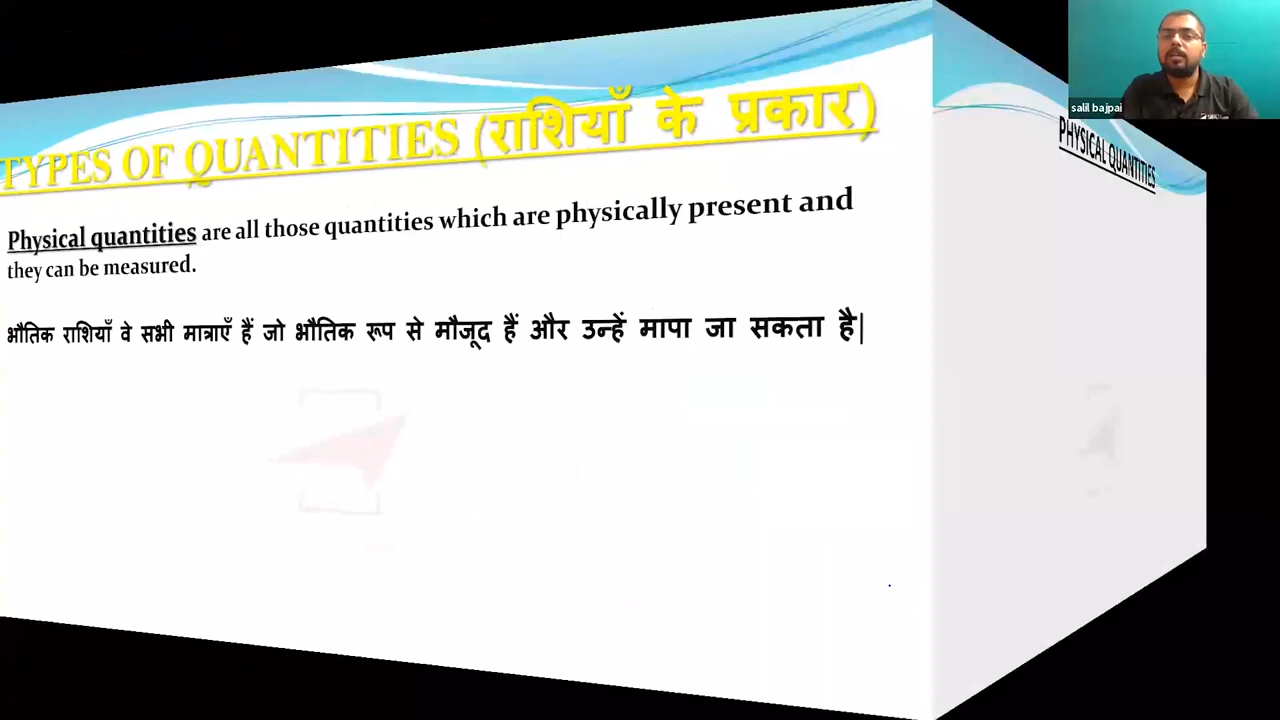 TYPES OF QUANTITIES (राशियाँ के प्रकार)
Physical quantities are all those quantities which are physically present and
they can be measured.
भौतिक राशियाँ वे सभी मात्राएँ हैं जो भौतिक रूप से मौजूद हैं और उन्हें मापा जा सकता है|
PHYSICAL QUANTITIES
salil bajpai